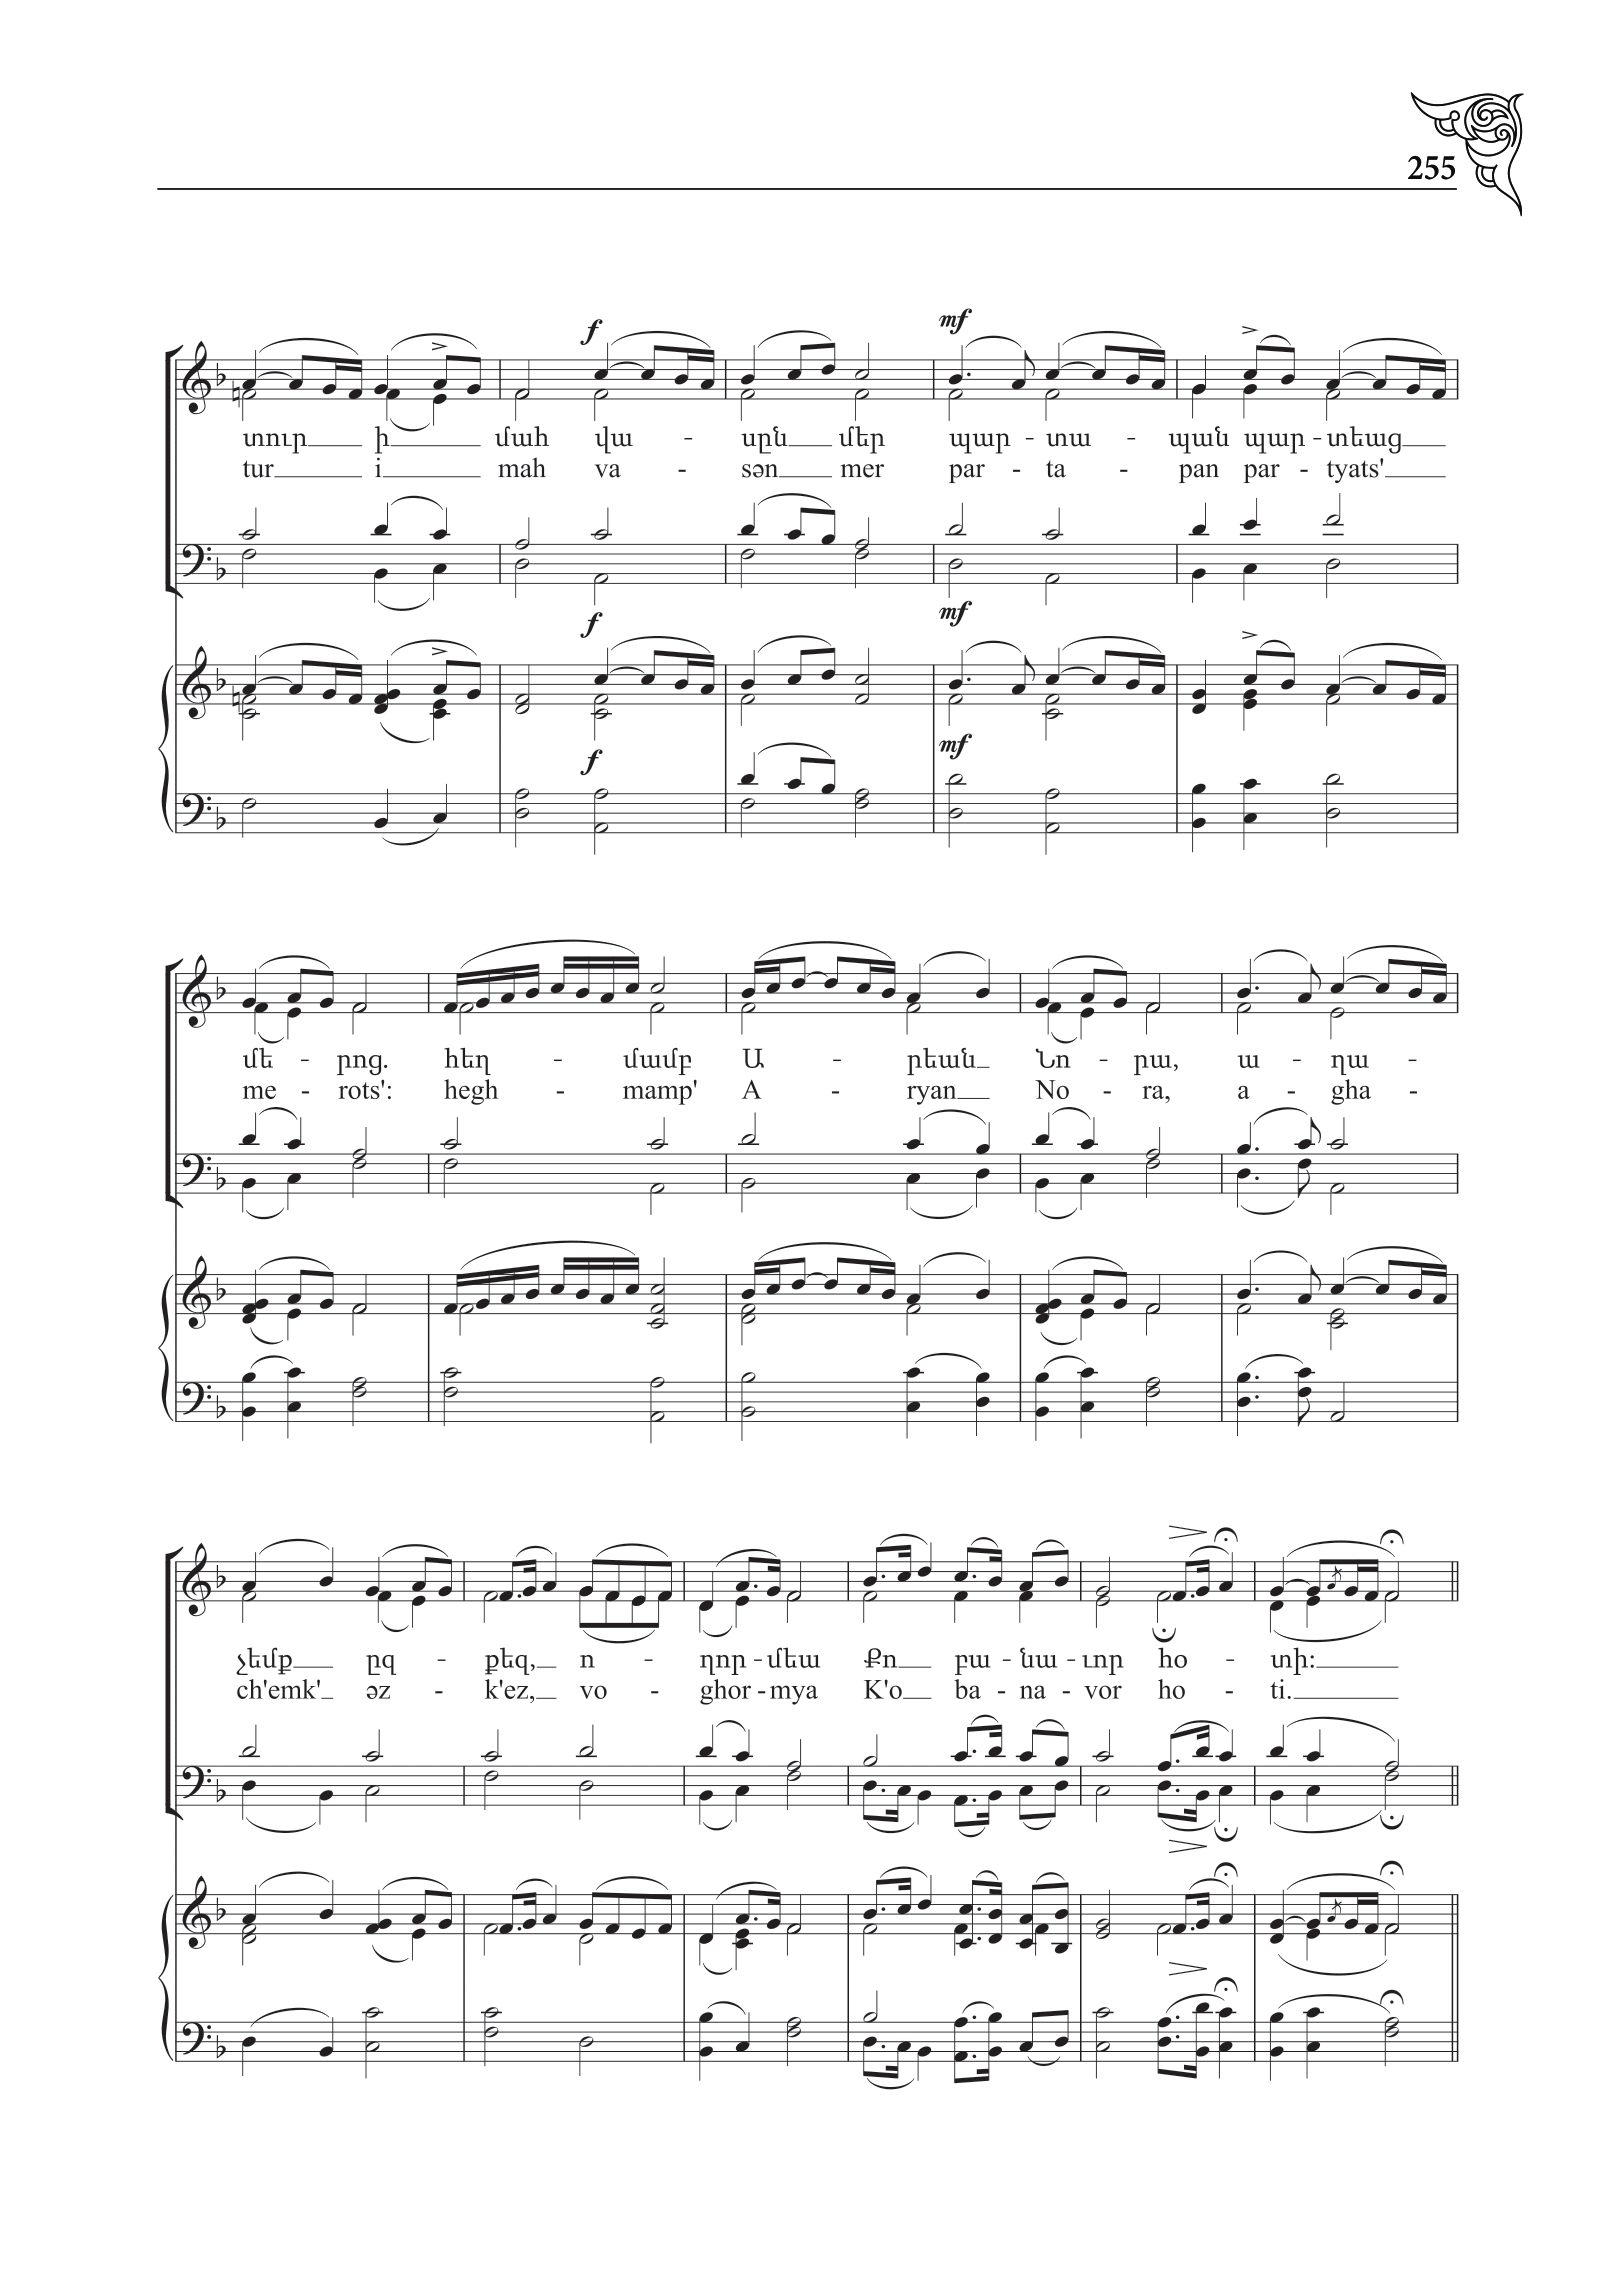 255
f mf
տուր ի մահ վա - սըն մեր պար - տա - պան պար - տեաց
tur i mah va - sən mer par - ta - pan par - tyats'
f mf
f mf
մե - րոց. հեղ - մամբ Ա - րեան Նո - րա, ա - ղա -
me - rots': hegh - mamp' A - ryan No - ra, a - gha -
չեմք ըզ - քեզ, ո - ղոր - մեա Քո բա - նա - ւոր հօ - տի:
ch'emk' əz - k'ez, vo - ghor - mya K'o ba - na - vor ho - ti.